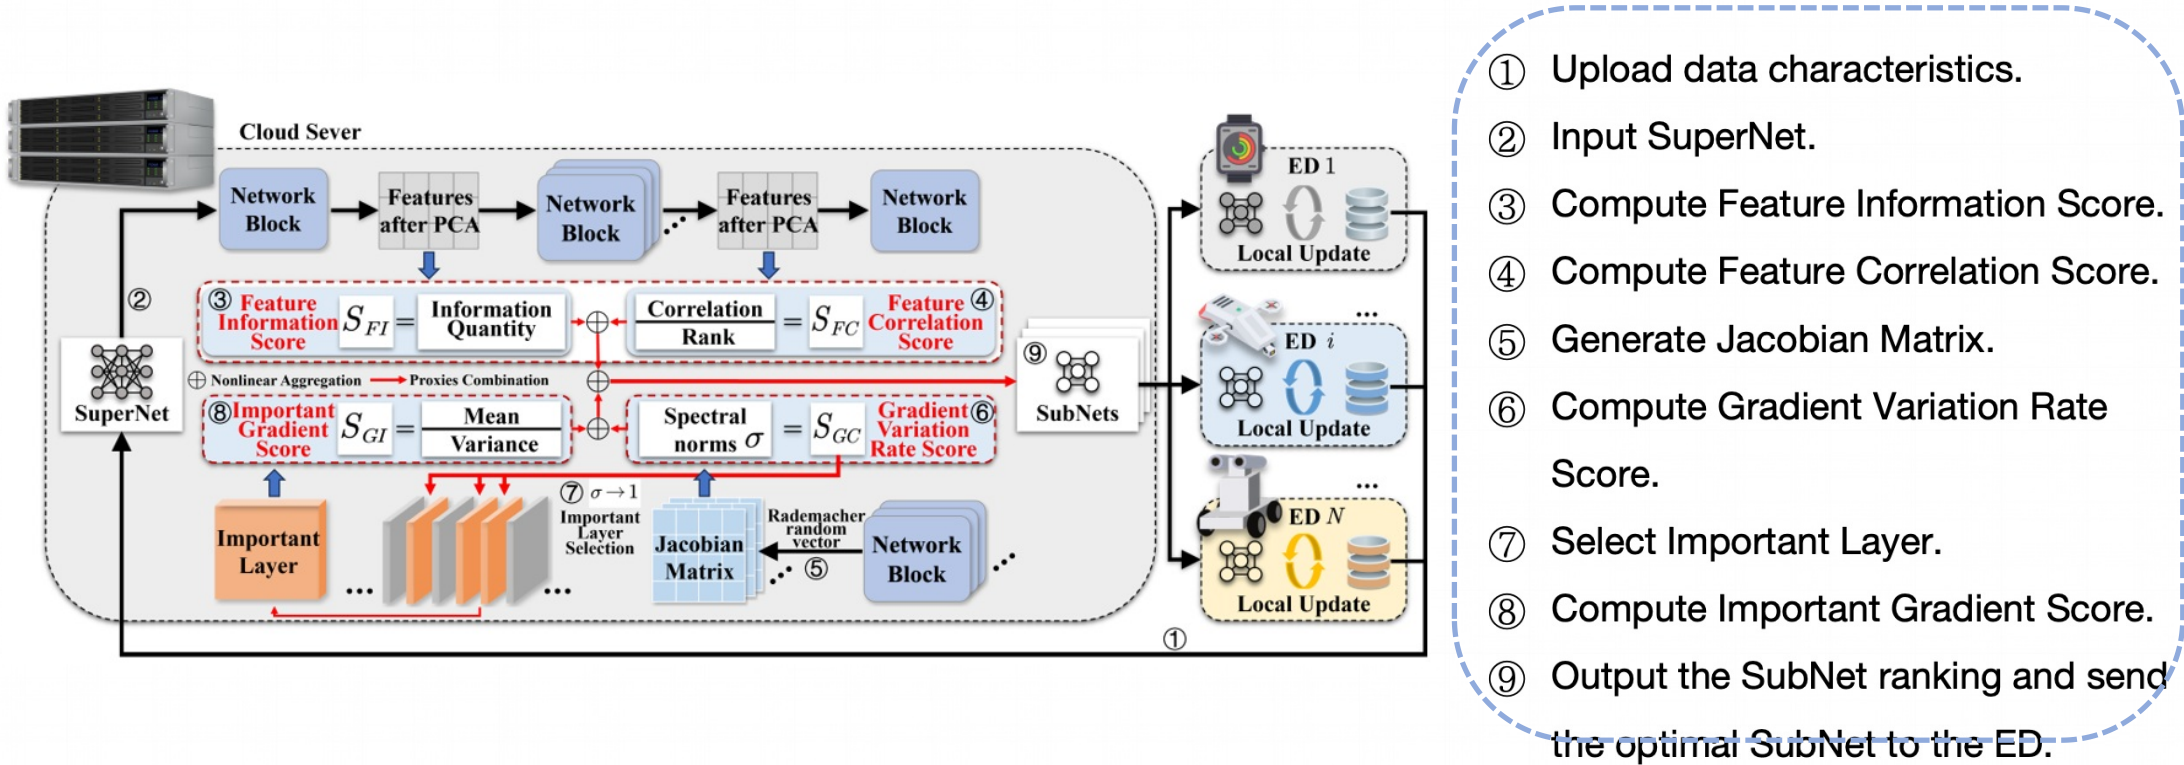 Cloud Sever
Network
Block
Features
after PCA
Network
Block
Features
after PCA
Network
Block
②
③ Feature
Information
Score
S_FI =
Information
Quantity
Correlation
Rank
= S_FC
Feature ④
Correlation
Score
SuperNet
⊕ Nonlinear Aggregation
Proxies Combination
⑧ Important
Gradient
Score
S_GI =
Mean
Variance
Spectral
norms σ
= S_GC
Gradient ⑥
Variation
Rate Score
⑨
SubNets
Important
Layer
...
...
⑦ σ→1
Important
Layer
Selection
Jacobian
Matrix
Rademacher
random
vector
⑤
Network
Block
ED 1
Local Update
...
ED i
Local Update
...
ED N
Local Update
①
① Upload data characteristics.
② Input SuperNet.
③ Compute Feature Information Score.
④ Compute Feature Correlation Score.
⑤ Generate Jacobian Matrix.
⑥ Compute Gradient Variation Rate
Score.
⑦ Select Important Layer.
⑧ Compute Important Gradient Score.
⑨ Output the SubNet ranking and send
the optimal SubNet to the ED.